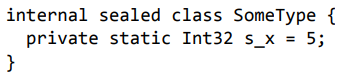 internal sealed class SomeType {
  private static Int32 s_x = 5;
}